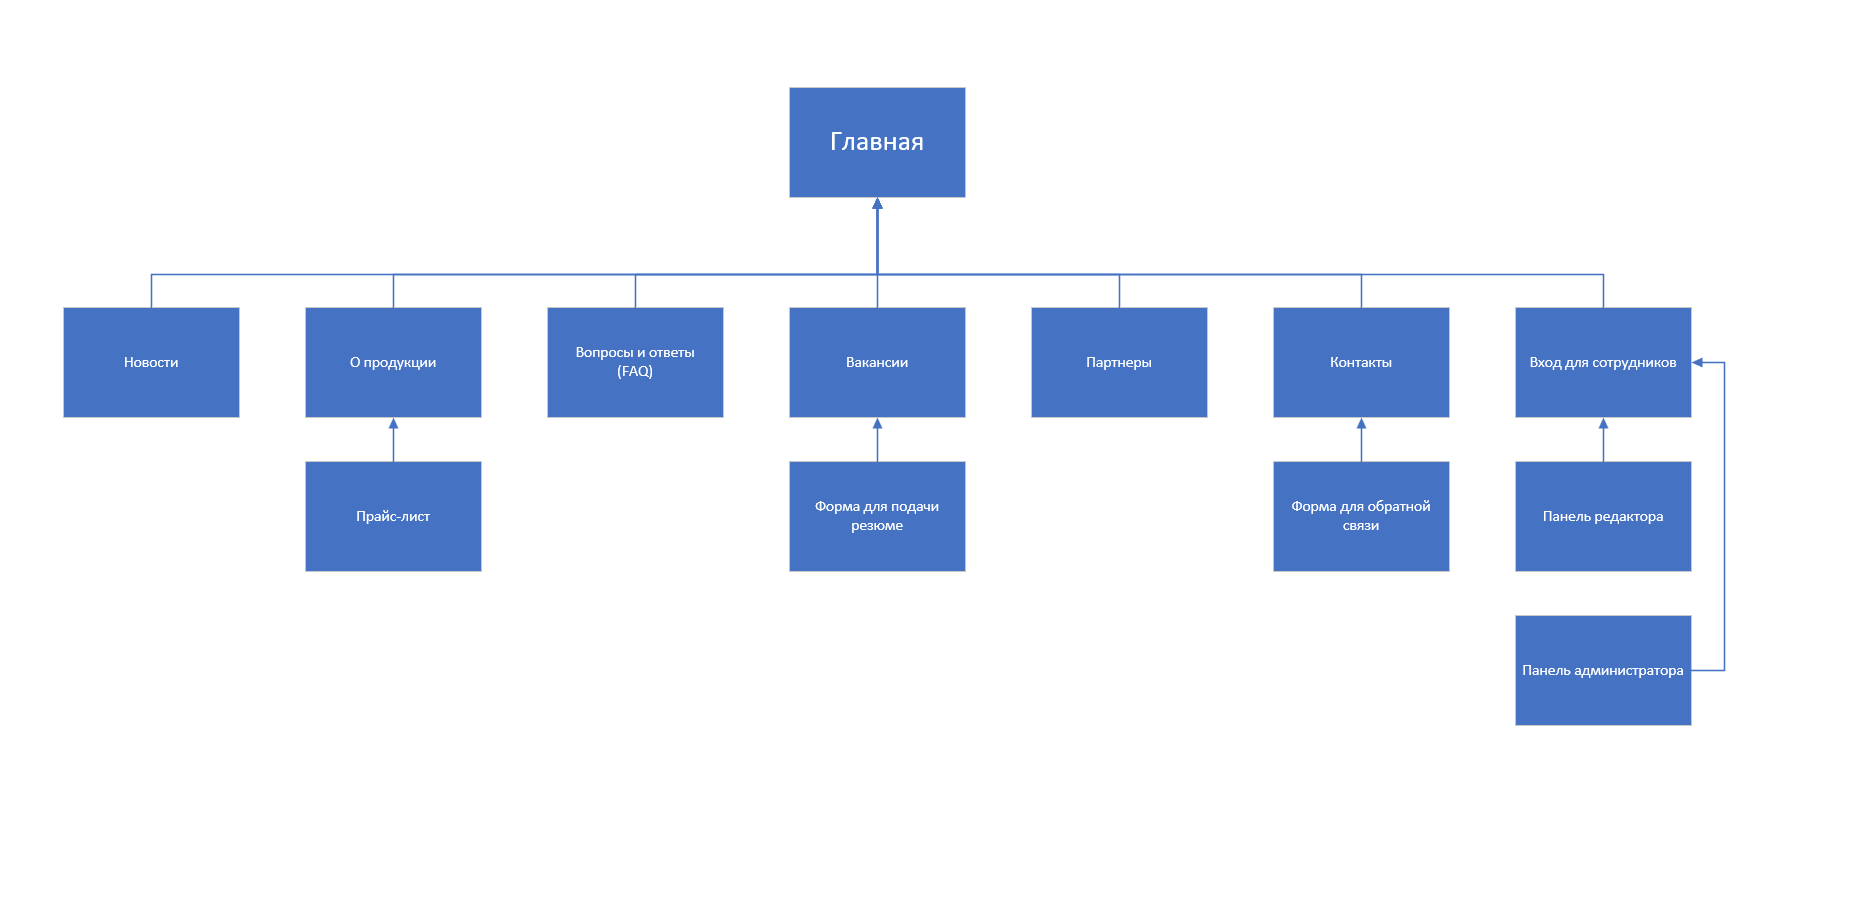 Главная
Новости
О продукции
Вопросы и ответы
(FAQ)
Вакансии
Партнеры
Контакты
Вход для сотрудников
Прайс-лист
Форма для подачи
резюме
Форма для обратной
связи
Панель редактора
Панель администратора